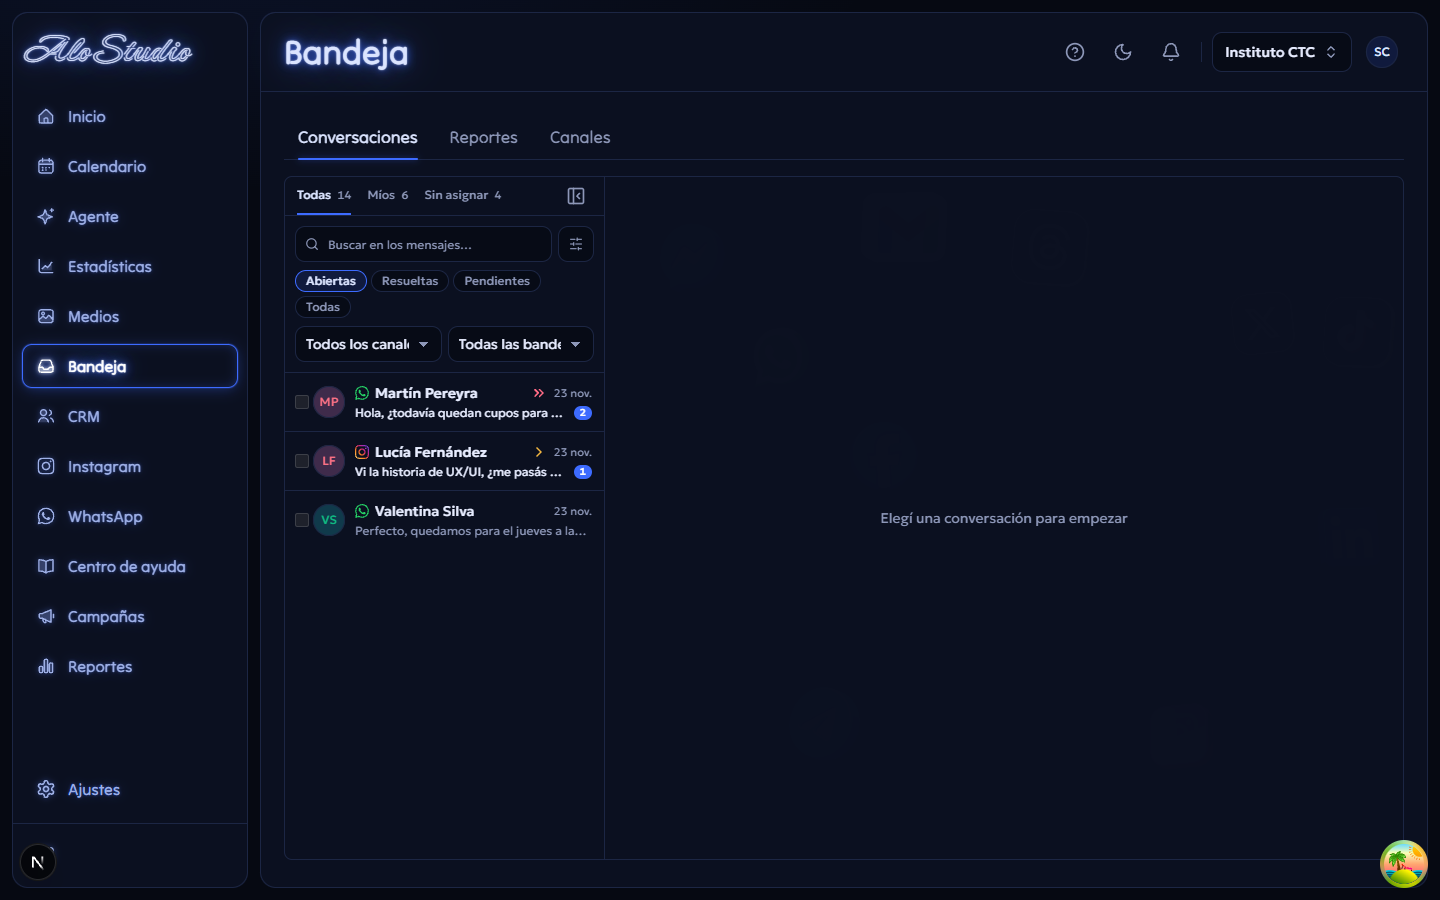 AloStudio
Inicio
Calendario
Agente
Estadísticas
Medios
Bandeja
CRM
Instagram
WhatsApp
Centro de ayuda
Campañas
Reportes
Ajustes
N
Bandeja
Instituto CTC
SC
Conversaciones Reportes Canales
Todas 14 Míos 6 Sin asignar 4
Buscar en los mensajes...
Abiertas Resueltas Pendientes
Todas
Todos los canale Todas las bande
MP Martín Pereyra 23 nov.
Hola, ¿todavía quedan cupos para ... 2
LF Lucía Fernández 23 nov.
Vi la historia de UX/UI, ¿me pasás ... 1
VS Valentina Silva 23 nov.
Perfecto, quedamos para el jueves a la...
Elegí una conversación para empezar